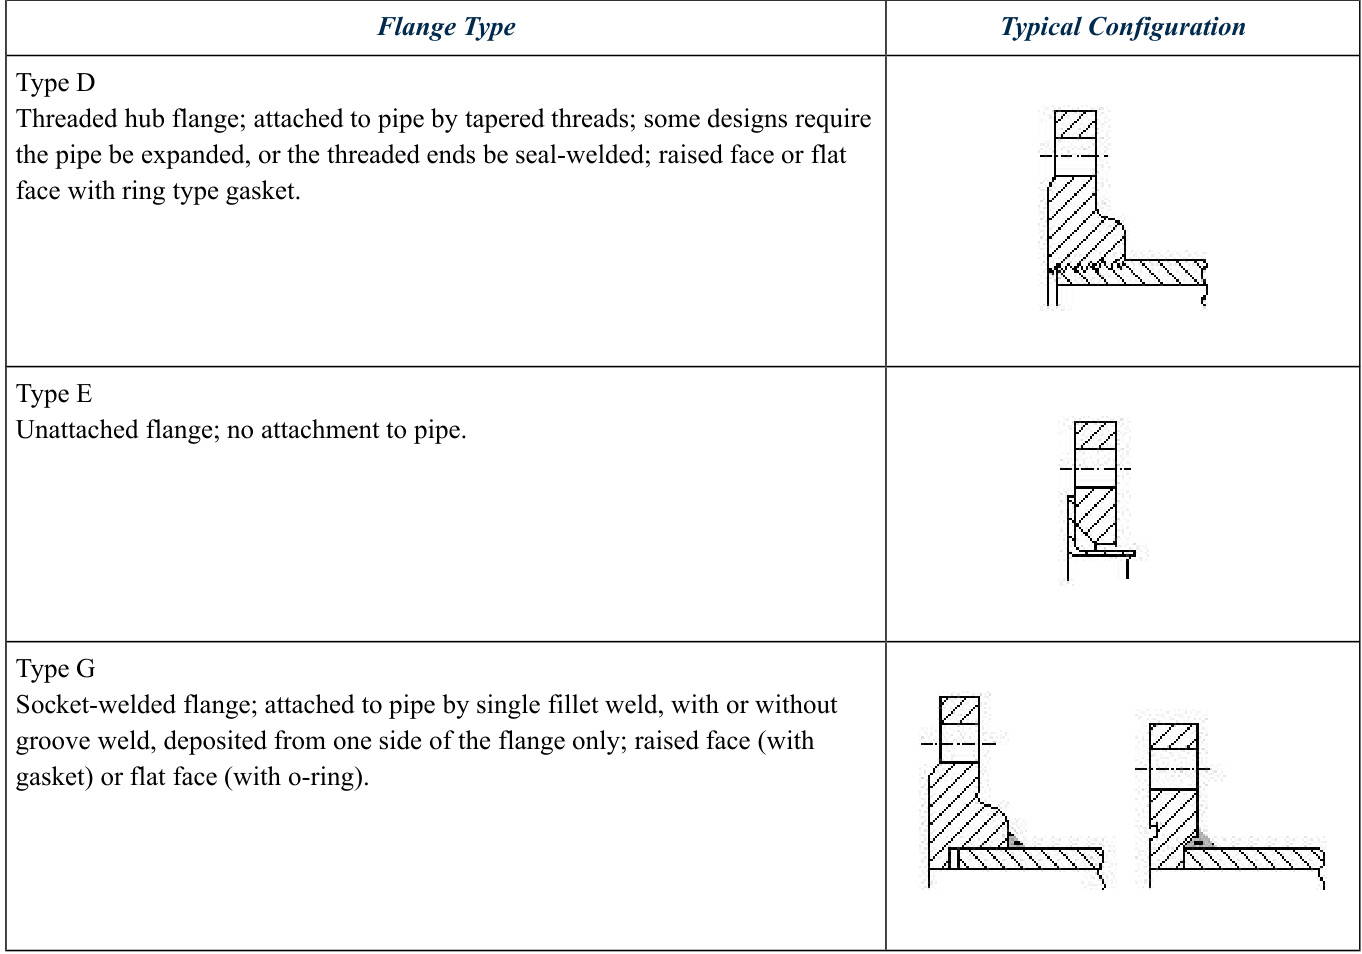 Flange Type
Typical Configuration
Type D
Threaded hub flange; attached to pipe by tapered threads; some designs require
the pipe be expanded, or the threaded ends be seal-welded; raised face or flat
face with ring type gasket.
Type E
Unattached flange; no attachment to pipe.
Type G
Socket-welded flange; attached to pipe by single fillet weld, with or without
groove weld, deposited from one side of the flange only; raised face (with
gasket) or flat face (with o-ring).